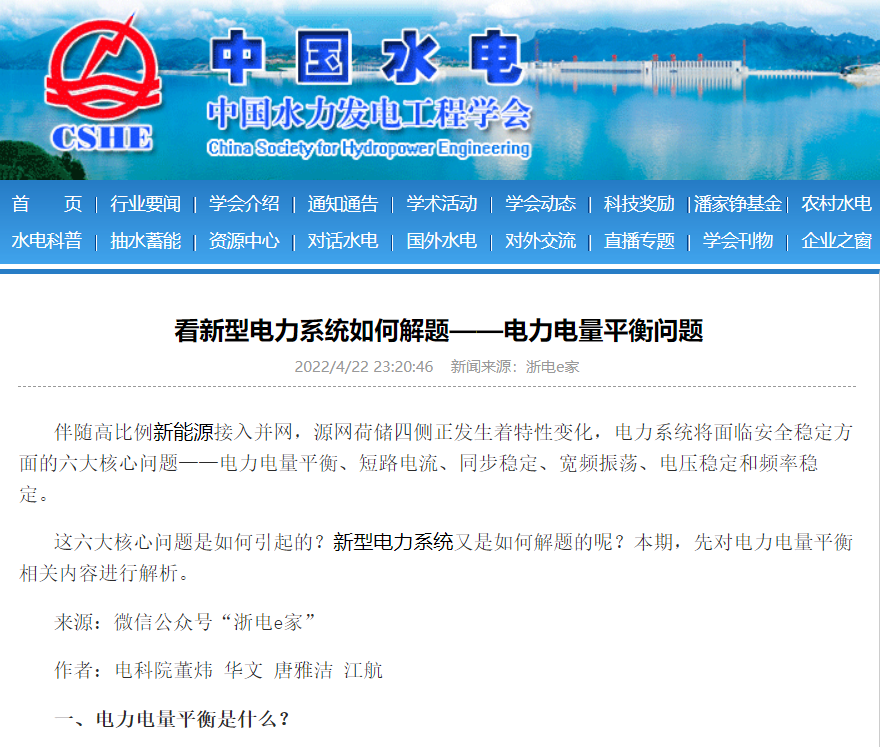 中国水电
中国水力发电工程学会
CSHE
China Society for Hydropower Engineering
首 页 | 行业要闻 | 学会介绍 | 通知通告 | 学术活动 | 学会动态 | 科技奖励 | 潘家铮基金 | 农村水电
水电科普 | 抽水蓄能 | 资源中心 | 对话水电 | 国外水电 | 对外交流 | 直播专题 | 学会刊物 | 企业之窗
看新型电力系统如何解题——电力电量平衡问题
2022/4/22 23:20:46 新闻来源：浙电e家
伴随高比例新能源接入并网，源网荷储四侧正发生着特性变化，电力系统将面临安全稳定方
面的六大核心问题——电力电量平衡、短路电流、同步稳定、宽频振荡、电压稳定和频率稳
定。
这六大核心问题是如何引起的？新型电力系统又是如何解题的呢？本期，先对电力电量平衡
相关内容进行解析。
来源：微信公众号“浙电e家”
作者：电科院董炜 华文 唐雅洁 江航
一、电力电量平衡是什么？